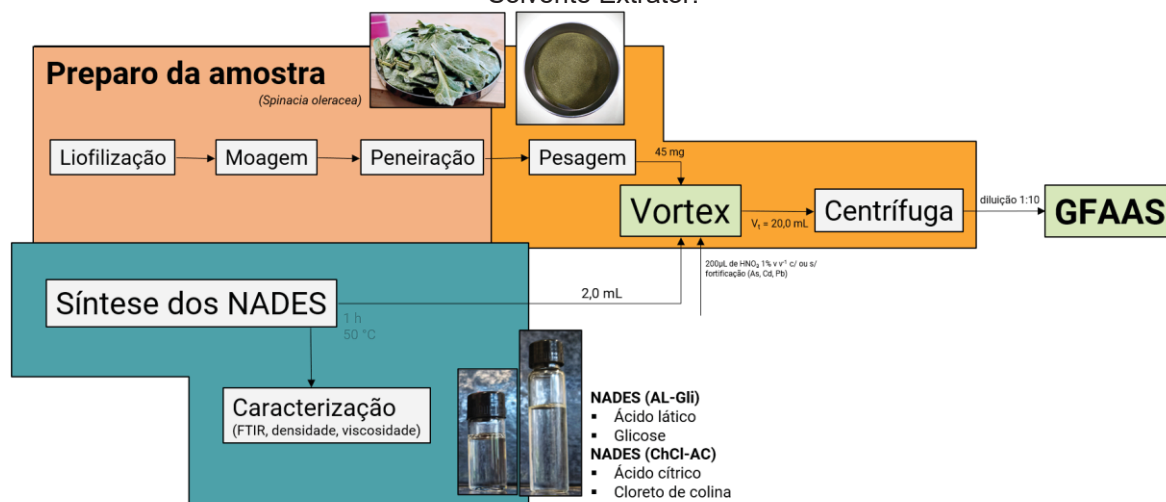 Solvente Extrator.
Preparo da amostra
(Spinacia oleracea)
Liofilização
Moagem
Peneiração
Pesagem
45 mg
Vortex
Vt = 20,0 mL
Centrífuga
diluição 1:10
GFAAS
200µL de HNO3 1% v v⁻¹ c/ ou s/
fortificação (As, Cd, Pb)
Síntese dos NADES
2,0 mL
1 h
50 °C
Caracterização
(FTIR, densidade, viscosidade)
NADES (AL-Gli)
▪ Ácido lático
▪ Glicose
NADES (ChCl-AC)
▪ Ácido cítrico
▪ Cloreto de colina